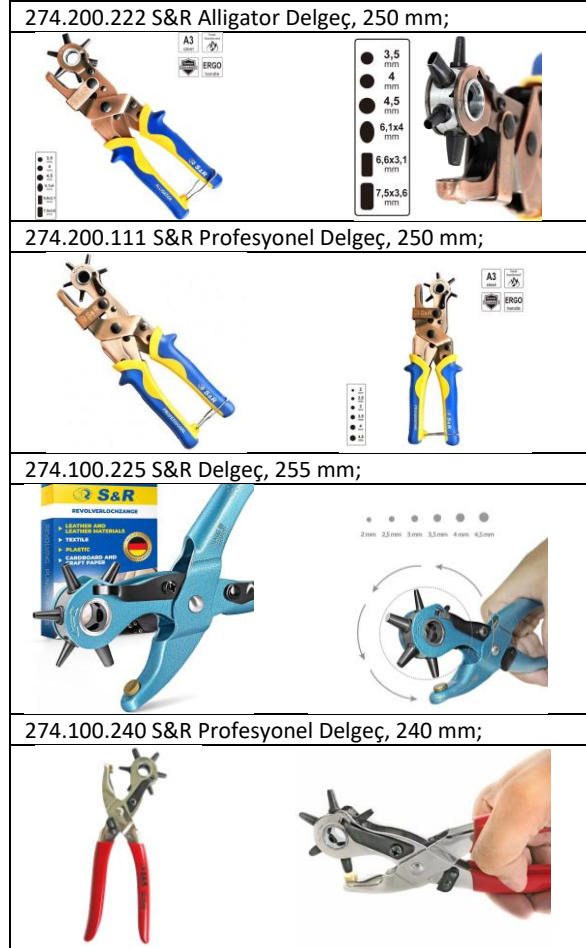 274.200.222 S&R Alligator Delgeç, 250 mm;
A3
ERGO
handle
S&R
ALLIGATOR
3,5
mm
4
mm
4,5
mm
6,1x4
mm
6,6x3,1
mm
7,5x3,6
mm
274.200.111 S&R Profesyonel Delgeç, 250 mm;
S&R
S&R
A3
steel
ERGO
handle
274.100.225 S&R Delgeç, 255 mm;
S&R
REVOLVERLOCHZANGE
LEATHER AND
LEATHER MATERIALS
TEXTILE
PLASTIC
CARDBOARD AND
CRAFT PAPER
2 mm 2,5 mm 3 mm 3,5 mm 4 mm 4,5 mm
274.100.240 S&R Profesyonel Delgeç, 240 mm;